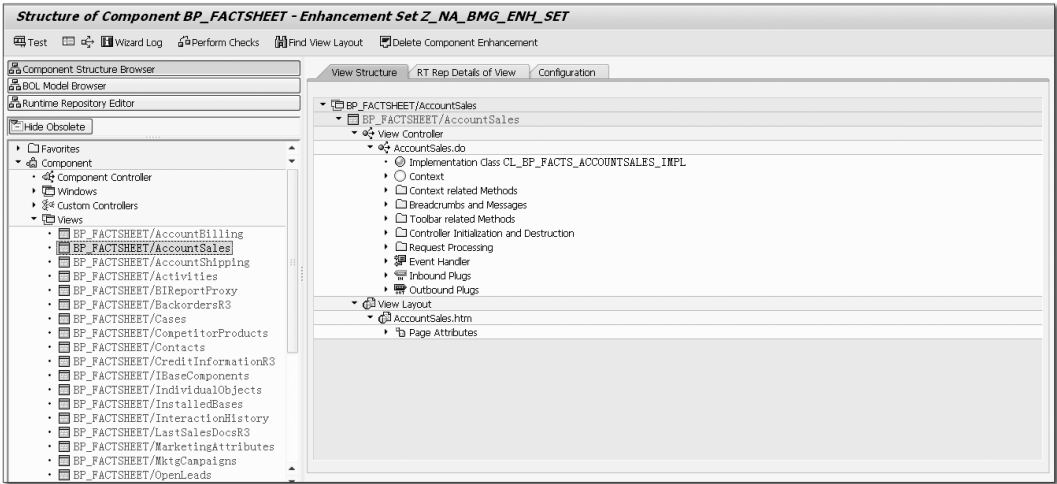 Structure of Component BP_FACTSHEET - Enhancement Set Z_NA_BMG_ENH_SET
Test Wizard Log Perform Checks Find View Layout Delete Component Enhancement
Component Structure Browser
BOL Model Browser
Runtime Repository Editor
Hide Obsolete
Favorites
Component
Component Controller
Windows
Custom Controllers
Views
BP_FACTSHEET/AccountBilling
BP_FACTSHEET/AccountSales
BP_FACTSHEET/AccountShipping
BP_FACTSHEET/Activities
BP_FACTSHEET/BIReportProxy
BP_FACTSHEET/BackordersR3
BP_FACTSHEET/Cases
BP_FACTSHEET/CompetitorProducts
BP_FACTSHEET/Contacts
BP_FACTSHEET/CreditInformationR3
BP_FACTSHEET/IBaseComponents
BP_FACTSHEET/IndividualObjects
BP_FACTSHEET/InstalledBases
BP_FACTSHEET/InteractionHistory
BP_FACTSHEET/LastSalesDocsR3
BP_FACTSHEET/MarketingAttributes
BP_FACTSHEET/MktgCampaigns
BP_FACTSHEET/OpenLeads
View Structure RT Rep Details of View Configuration
BP_FACTSHEET/AccountSales
BP_FACTSHEET/AccountSales
View Controller
AccountSales.do
Implementation Class CL_BP_FACTS_ACCOUNTSALES_IMPL
Context
Context related Methods
Breadcrumbs and Messages
Toolbar related Methods
Controller Initialization and Destruction
Request Processing
Event Handler
Inbound Plugs
Outbound Plugs
View Layout
AccountSales.htm
Page Attributes